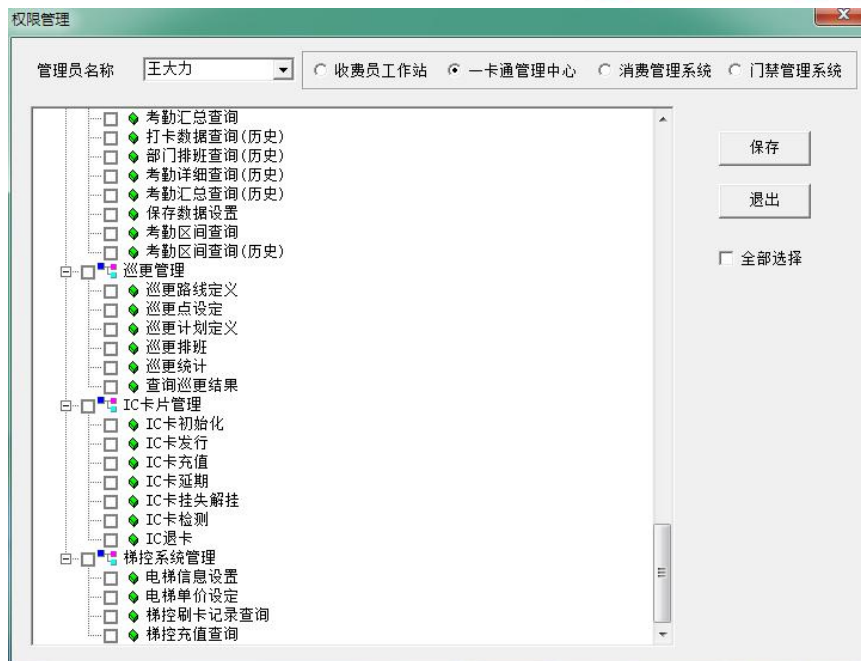 权限管理
管理员名称 王大力 收费员工作站 一卡通管理中心 消费管理系统 门禁管理系统
考勤汇总查询
打卡数据查询(历史)
部门排班查询(历史)
考勤详细查询(历史)
考勤汇总查询(历史)
保存数据设置
考勤区间查询
考勤区间查询(历史)
巡更管理
巡更路线定义
巡更点设定
巡更计划定义
巡更排班
巡更统计
查询巡更结果
IC卡片管理
IC卡初始化
IC卡发行
IC卡充值
IC卡延期
IC卡挂失解挂
IC卡检测
IC退卡
梯控系统管理
电梯信息设置
电梯单价设定
梯控刷卡记录查询
梯控充值查询
保存
退出
全部选择